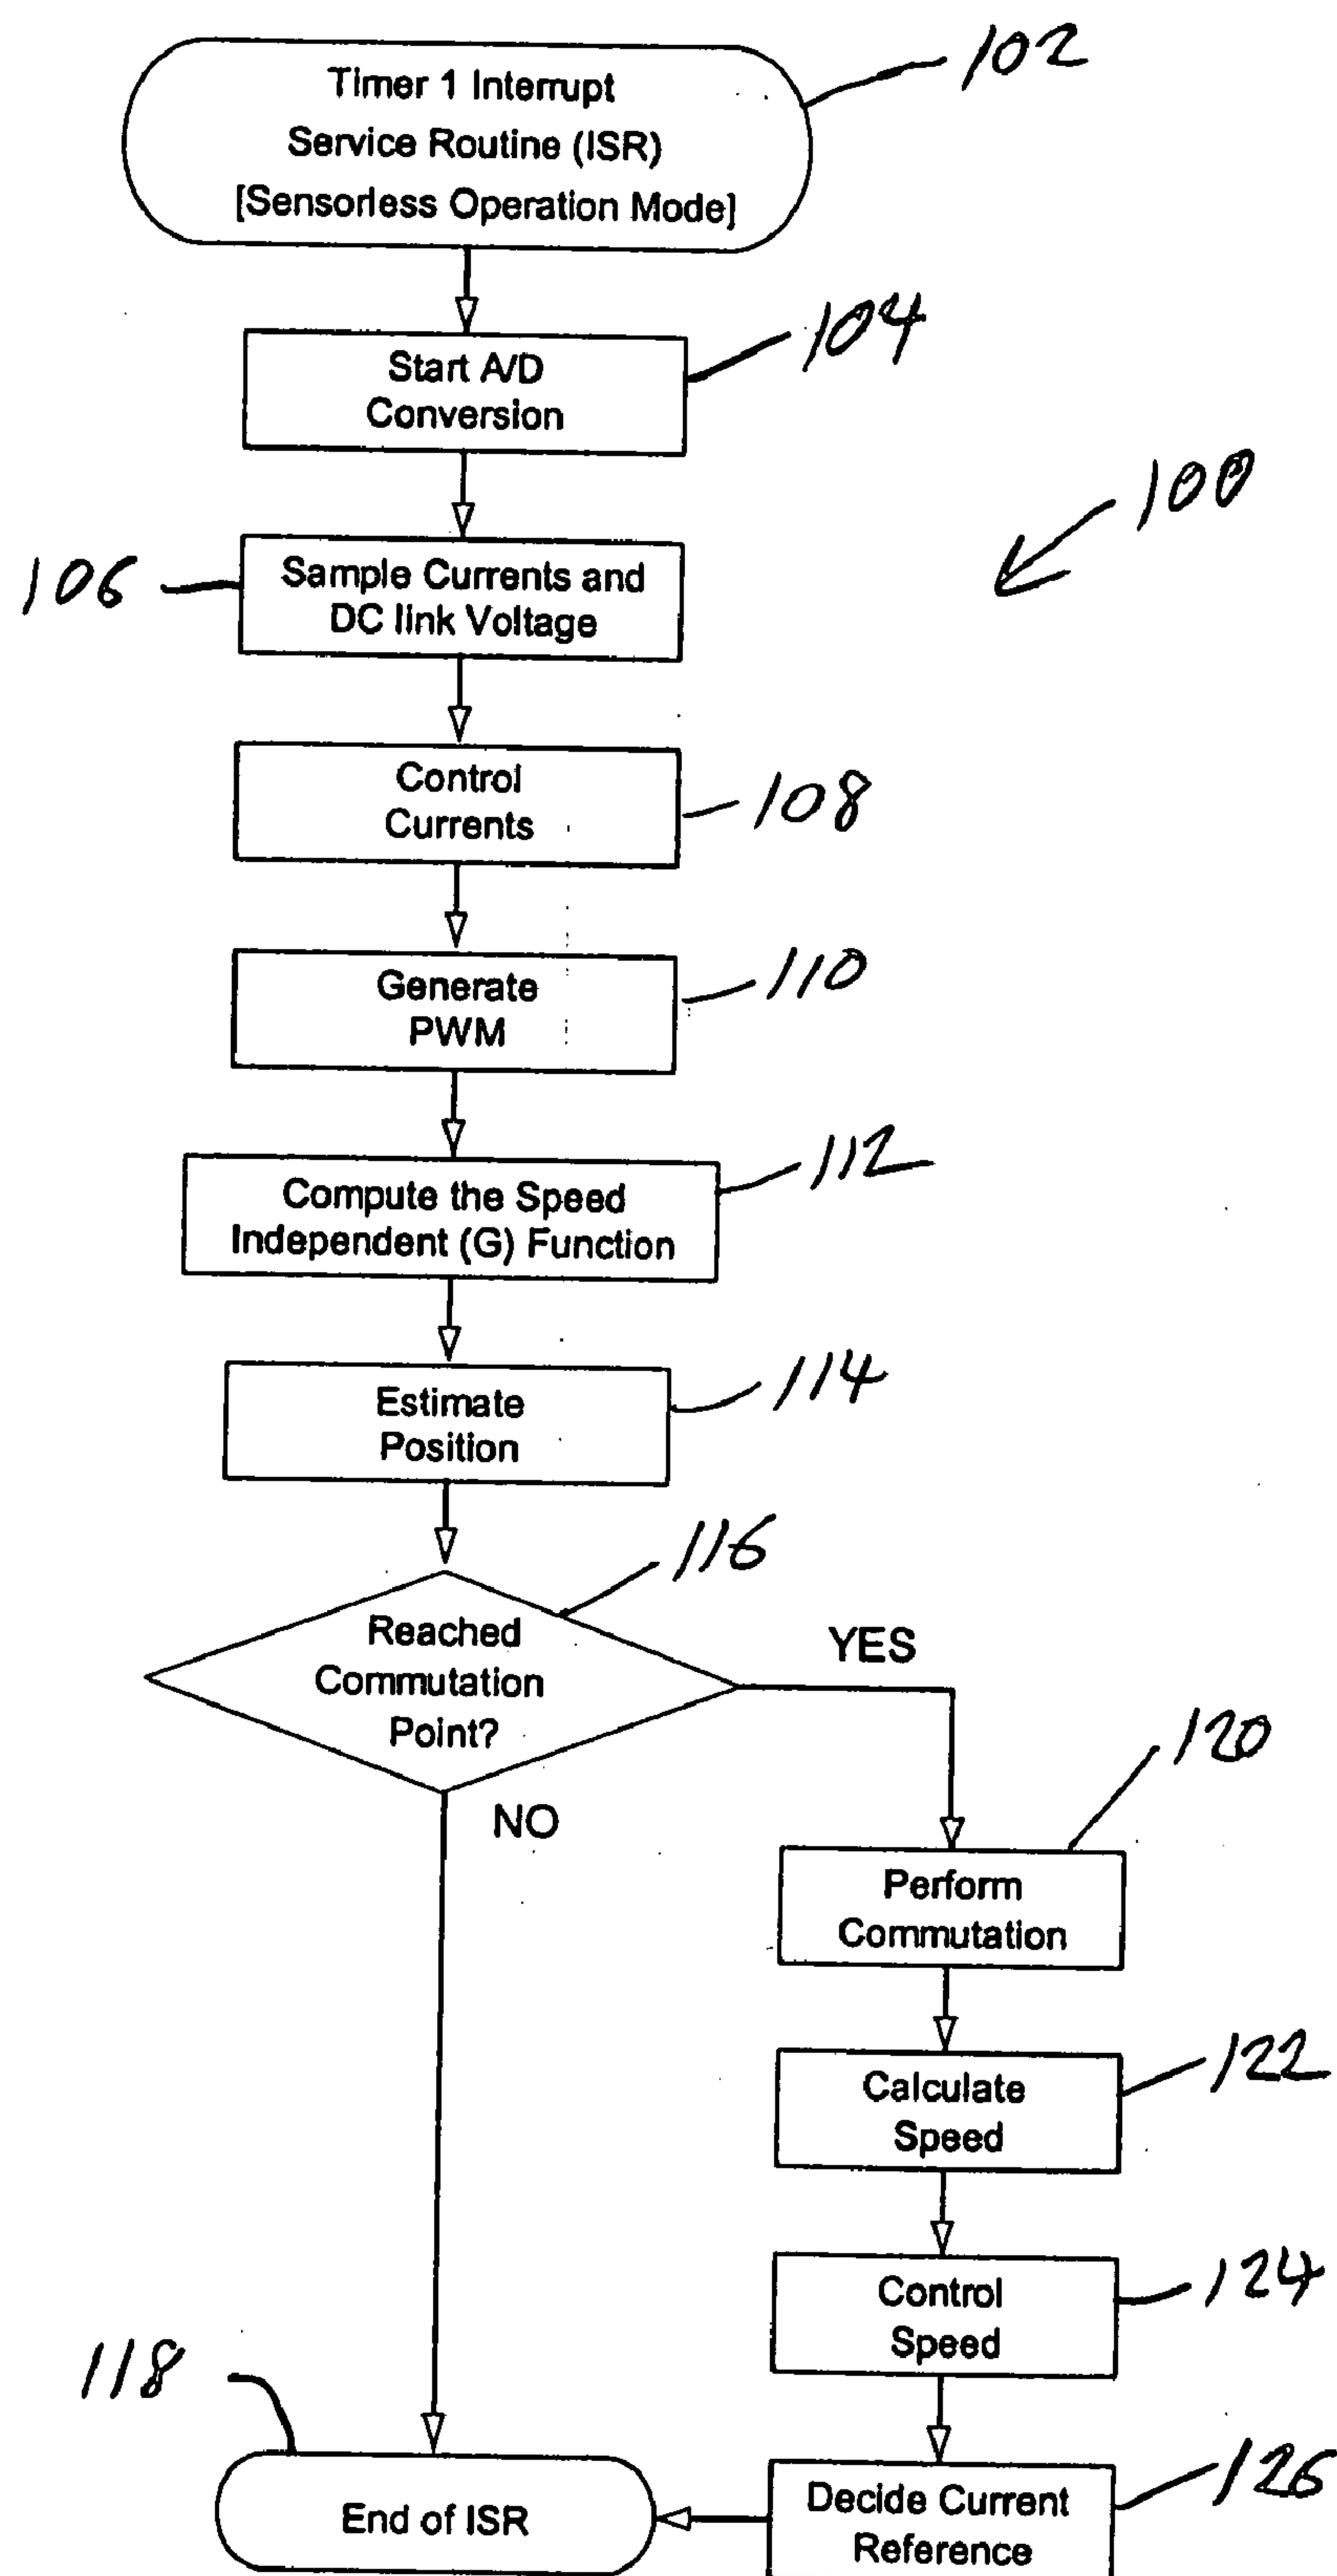 Timer 1 Interrupt
Service Routine (ISR)
[Sensorless Operation Mode]
102
Start A/D
Conversion
104
100
106
Sample Currents and
DC link Voltage
Control
Currents
108
Generate
PWM
110
Compute the Speed
Independent (G) Function
112
Estimate
Position
114
116
Reached
Commutation
Point?
YES
NO
120
Perform
Commutation
Calculate
Speed
122
Control
Speed
124
118
End of ISR
Decide Current
Reference
126